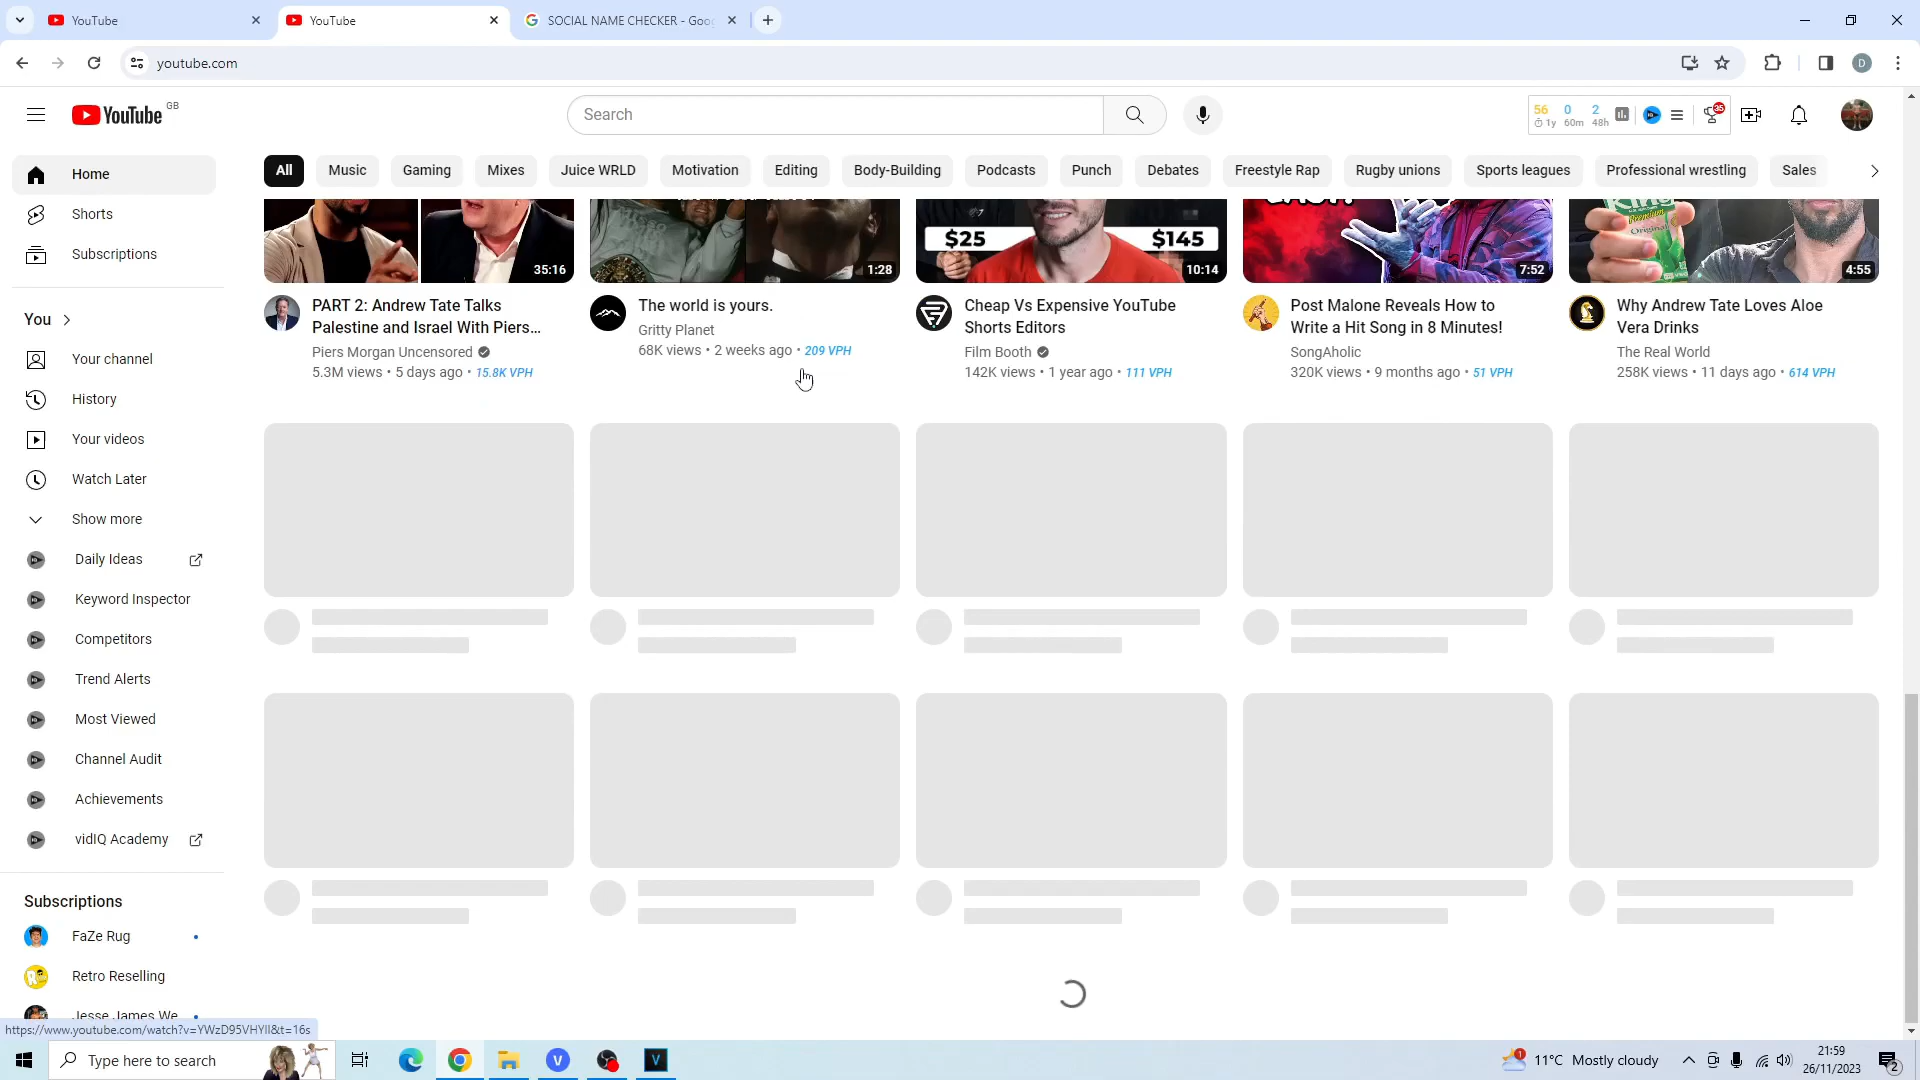 YouTube
YouTube
SOCIAL NAME CHECKER - Goo
youtube.com
D
YouTube GB
Search
56 0 2
1y 60m 48h
35
Home
Shorts
Subscriptions
You
Your channel
History
Your videos
Watch Later
Show more
Daily Ideas
Keyword Inspector
Competitors
Trend Alerts
Most Viewed
Channel Audit
Achievements
vidIQ Academy
Subscriptions
FaZe Rug
Retro Reselling
Jesse James We
All Music Gaming Mixes Juice WRLD Motivation Editing Body-Building Podcasts Punch Debates Freestyle Rap Rugby unions Sports leagues Professional wrestling Sales
35:16
PART 2: Andrew Tate Talks
Palestine and Israel With Piers...
Piers Morgan Uncensored
5.3M views • 5 days ago • 15.8K VPH
1:28
The world is yours.
Gritty Planet
68K views • 2 weeks ago • 209 VPH
$25 $145
10:14
Cheap Vs Expensive YouTube
Shorts Editors
Film Booth
142K views • 1 year ago • 111 VPH
7:52
Post Malone Reveals How to
Write a Hit Song in 8 Minutes!
SongAholic
320K views • 9 months ago • 51 VPH
Premium
Original
4:55
Why Andrew Tate Loves Aloe
Vera Drinks
The Real World
258K views • 11 days ago • 614 VPH
https://www.youtube.com/watch?v=YWzD95VHYII&t=16s
Type here to search
1
11°C Mostly cloudy
21:59
26/11/2023
2